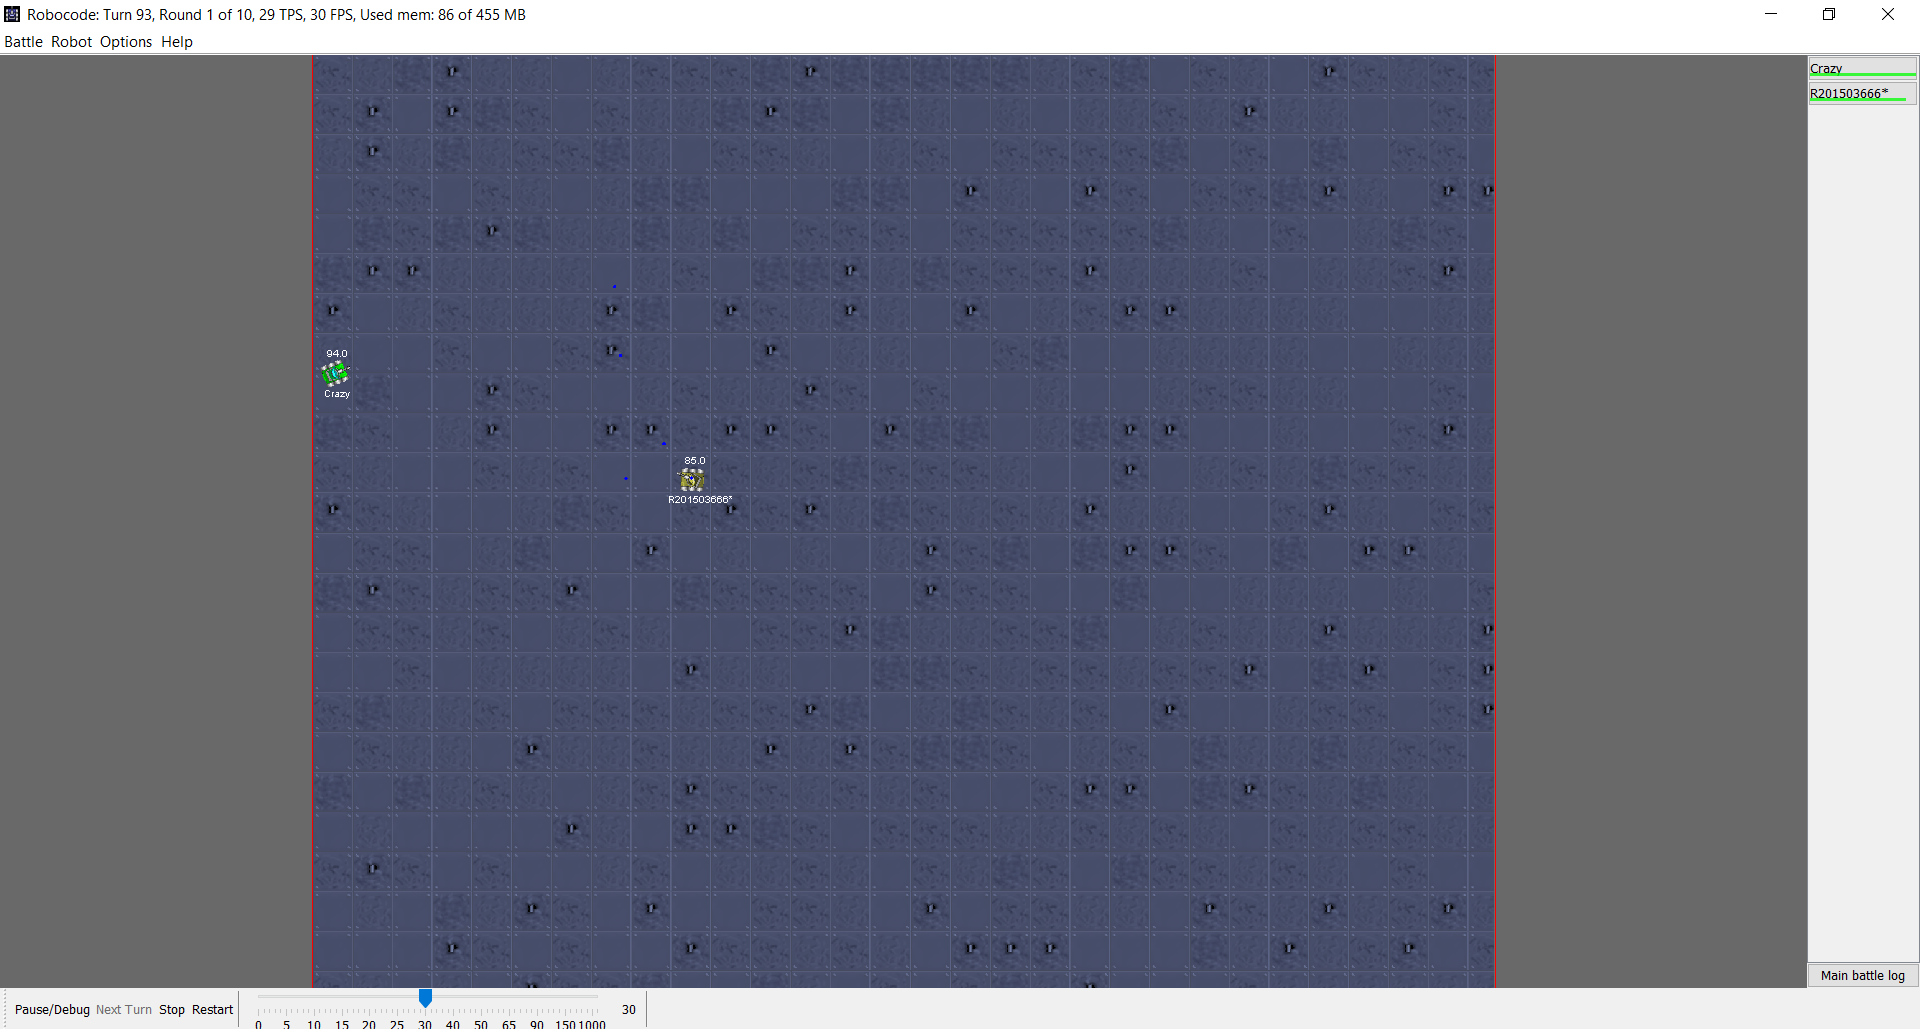 Robocode: Turn 93, Round 1 of 10, 29 TPS, 30 FPS, Used mem: 86 of 455 MB
Battle Robot Options Help
Crazy
R201503666*
94.0
Crazy
85.0
R201503666*
Main battle log
Pause/Debug Next Turn Stop Restart
30
0 5 10 15 20 25 30 40 50 65 90 150 1000